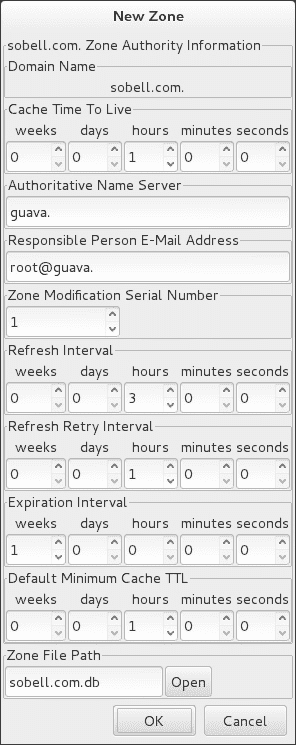 New Zone
sobell.com. Zone Authority Information
Domain Name
sobell.com.
Cache Time To Live
weeks days hours minutes seconds
0 0 1 0 0
Authoritative Name Server
guava.
Responsible Person E-Mail Address
root@guava.
Zone Modification Serial Number
1
Refresh Interval
weeks days hours minutes seconds
0 0 3 0 0
Refresh Retry Interval
weeks days hours minutes seconds
0 0 1 0 0
Expiration Interval
weeks days hours minutes seconds
1 0 0 0 0
Default Minimum Cache TTL
weeks days hours minutes seconds
0 0 1 0 0
Zone File Path
sobell.com.db Open
OK Cancel